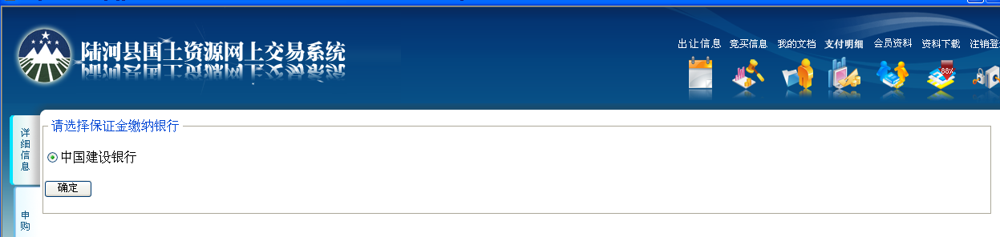 陆河县国土资源网上交易系统
出让信息 竞买信息 我的文档 支付明细 会员资料 资料下载 注销登
88%
详细信息
请选择保证金缴纳银行
中国建设银行
确定
申购